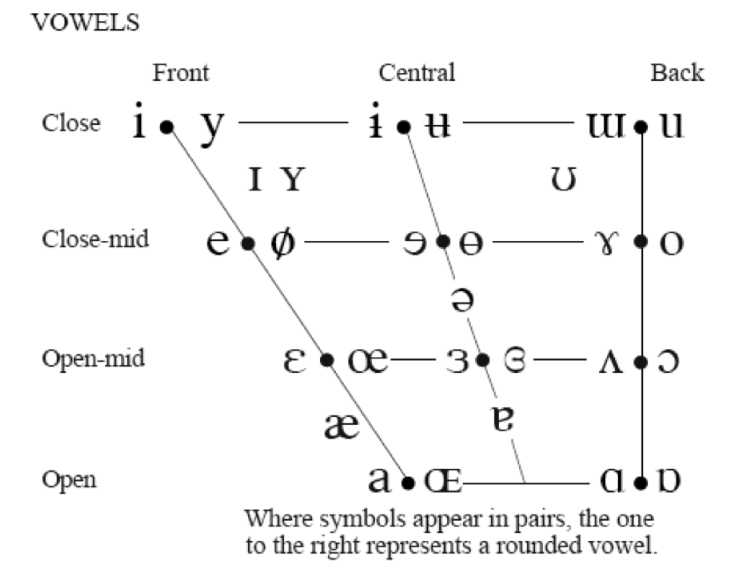 VOWELS
Front Central Back
Close i y ɨ ʉ ɯ u
ɪ ʏ ʊ
Close-mid e ø ɘ ɵ ɤ o
ə
Open-mid ɛ œ ɜ ɞ ʌ ɔ
æ ɐ
Open a ɶ ɑ ɒ
Where symbols appear in pairs, the one
to the right represents a rounded vowel.